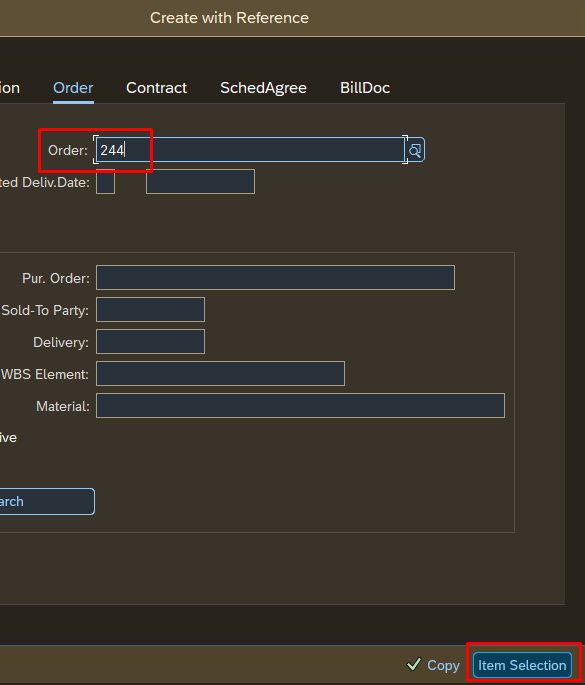 Create with Reference
ion Order Contract SchedAgree BillDoc
Order: 244
ted Deliv.Date:
Pur. Order:
Sold-To Party:
Delivery:
WBS Element:
Material:
ive
arch
Copy Item Selection